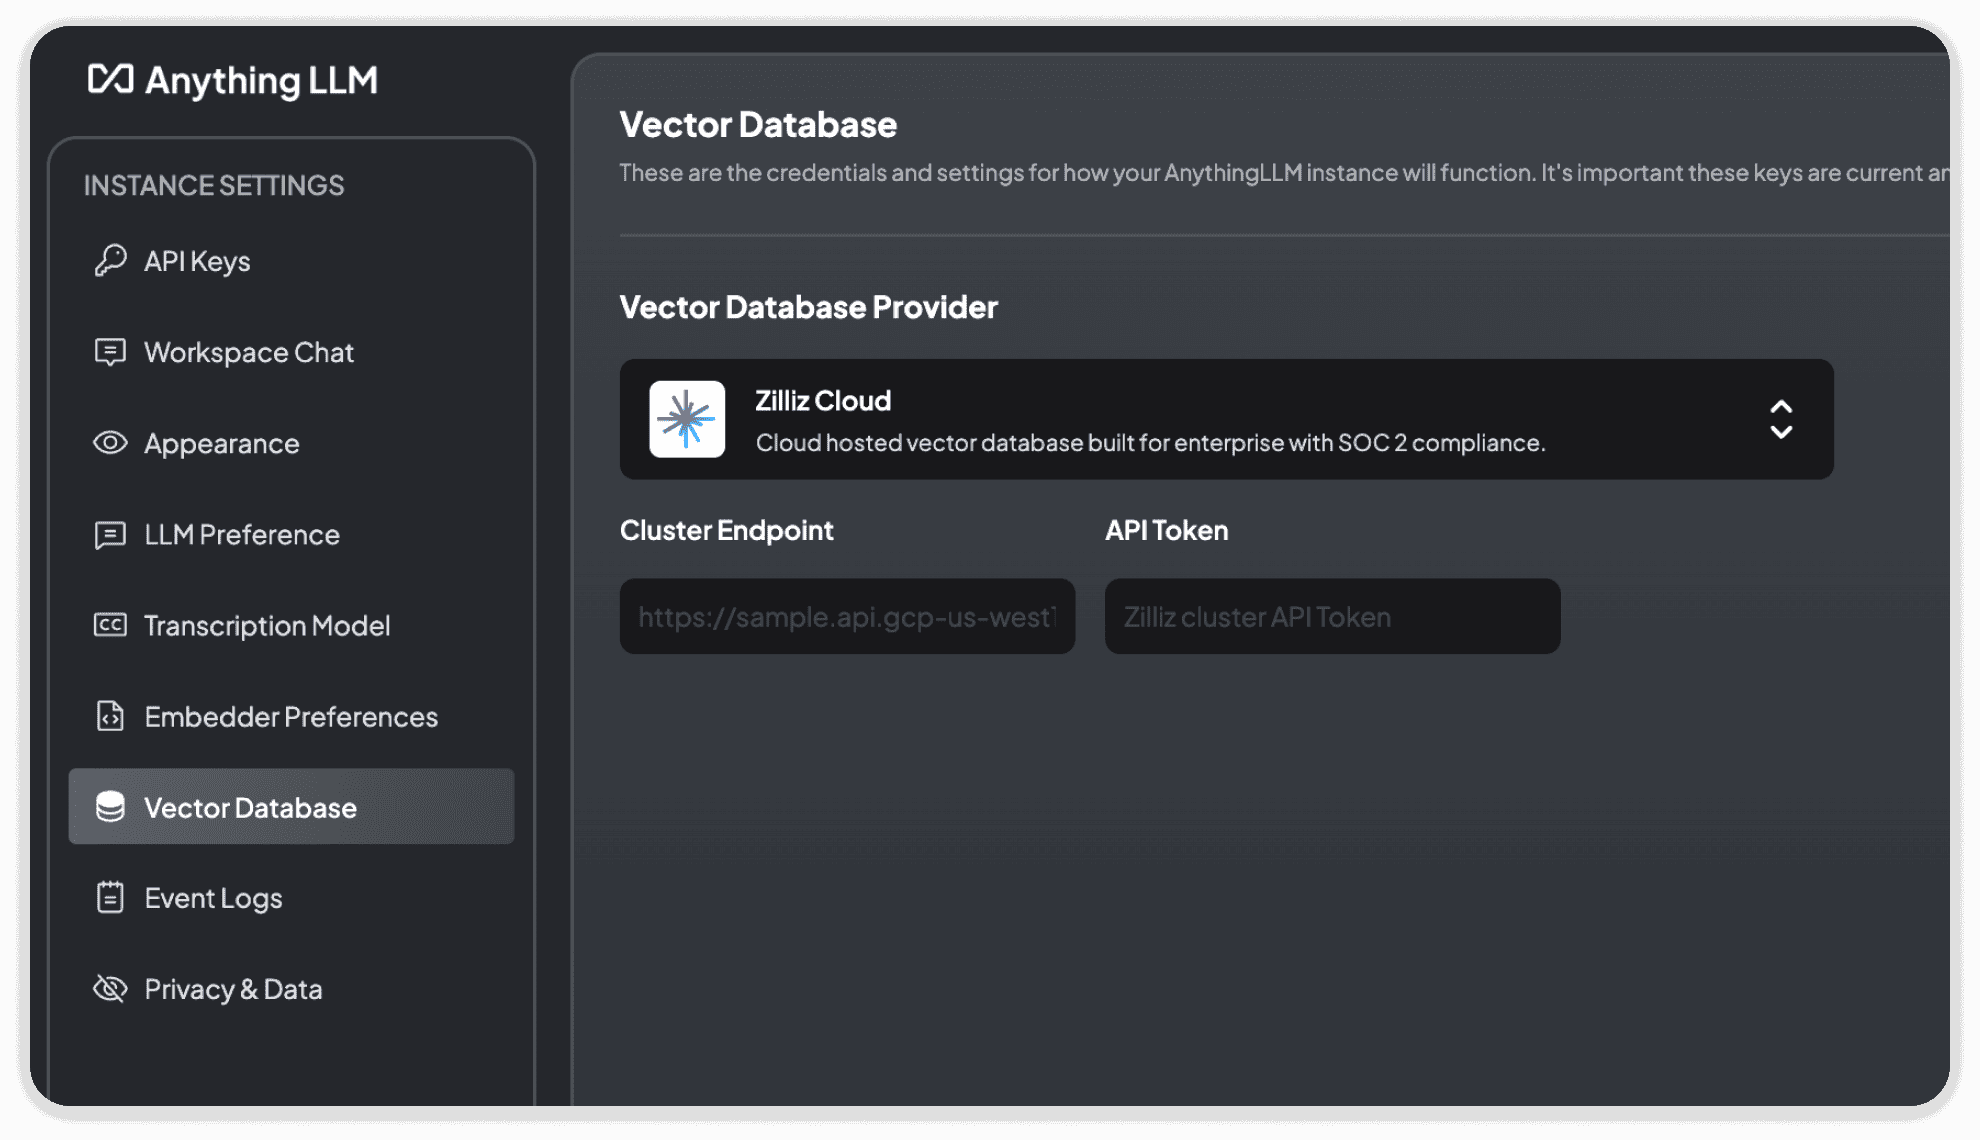 Anything LLM
INSTANCE SETTINGS
API Keys
Workspace Chat
Appearance
LLM Preference
CC Transcription Model
Embedder Preferences
Vector Database
Event Logs
Privacy & Data
Vector Database
These are the credentials and settings for how your AnythingLLM instance will function. It's important these keys are current
Vector Database Provider
Zilliz Cloud
Cloud hosted vector database built for enterprise with SOC 2 compliance.
Cluster Endpoint
API Token
https://sample.api.gcp-us-west1
Zilliz cluster API Token